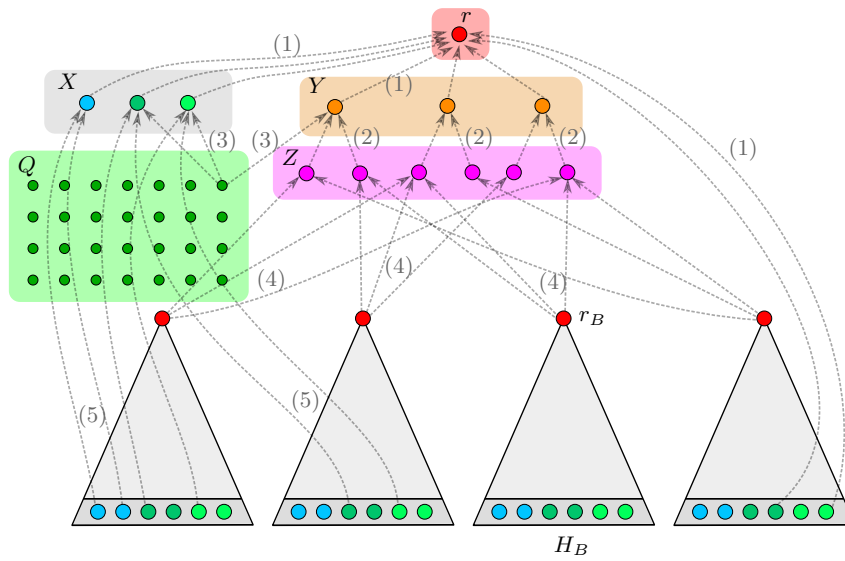 r
(1)
X
Y
(1)
(3)
(3)
(2)
(2)
(2)
(1)
Q
Z
(4)
(4)
(4)
r_B
(5)
(5)
H_B